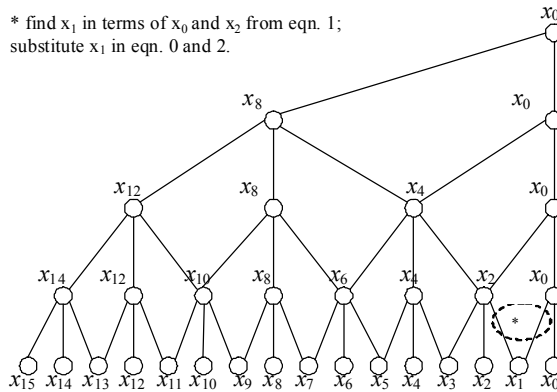 * find x₁ in terms of x₀ and x₂ from eqn. 1;
substitute x₁ in eqn. 0 and 2.
x₀
x₈ x₀
x₁₂ x₈ x₄ x₀
x₁₄ x₁₂ x₁₀ x₈ x₆ x₄ x₂ x₀
*
x₁₅ x₁₄ x₁₃ x₁₂ x₁₁ x₁₀ x₉ x₈ x₇ x₆ x₅ x₄ x₃ x₂ x₁ x₀